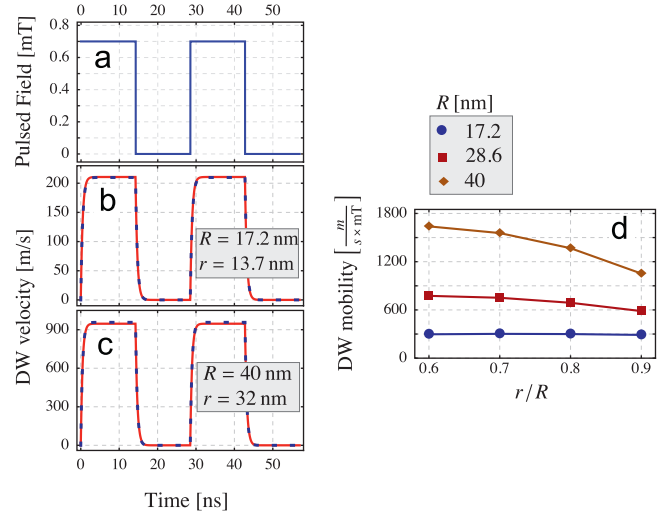 0 10 20 30 40 50
0.8
0.6
0.4
0.2
0
Pulsed Field [mT]
a
200
150
100
50
0
b
R = 17.2 nm
r = 13.7 nm
DW velocity [m/s]
900
600
300
0
c
R = 40 nm
r = 32 nm
0 10 20 30 40 50
Time [ns]
R [nm]
17.2
28.6
40
1800
1400
1000
600
300
0
d
DW mobility [m / s × mT]
0.6 0.7 0.8 0.9
r/R